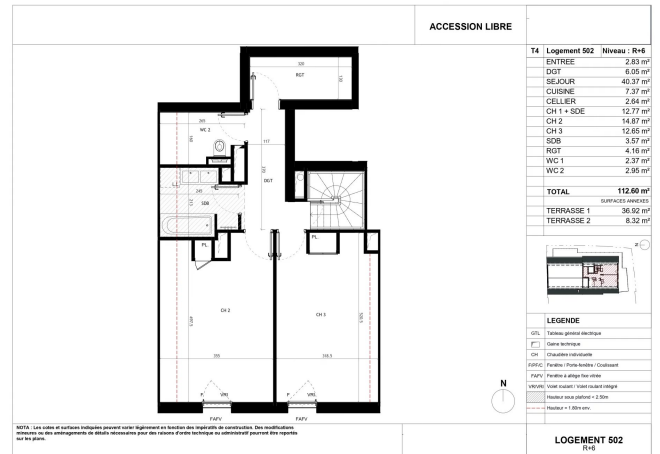 ACCESSION LIBRE
T4 Logement 502 Niveau : R+6
ENTREE 2.83 m²
DGT 6.05 m²
SEJOUR 40.37 m²
CUISINE 7.37 m²
CELLIER 2.64 m²
CH 1 + SDE 12.77 m²
CH 2 14.87 m²
CH 3 12.65 m²
SDB 3.57 m²
RGT 4.16 m²
WC 1 2.37 m²
WC 2 2.95 m²
TOTAL 112.60 m²
SURFACES ANNEXES
TERRASSE 1 36.92 m²
TERRASSE 2 8.32 m²
N
LEGENDE
GTL Tableau général électrique
Gaine technique
CH Chaudière individuelle
F/PF/C Fenêtre / Porte-fenêtre / Coulissant
FAFV Fenêtre à allège fixe vitrée
VR/VRI Volet roulant / Volet roulant intégré
Hauteur sous plafond = 2.50m
Hauteur = 1.80m env.
LOGEMENT 502
R+6
320
RGT
130
265
WC 2
117
DGT
245
SDB
213
PL.
PL.
CH 2
CH 3
F VRI
F VRI
FAFV
FAFV
N
NOTA : Les cotes et surfaces indiquées peuvent varier légèrement en fonction des impératifs de construction. Des modifications
mineures ou des aménagements de détails nécessaires pour des raisons d'ordre technique ou administratif pourront être reportés
sur les plans.